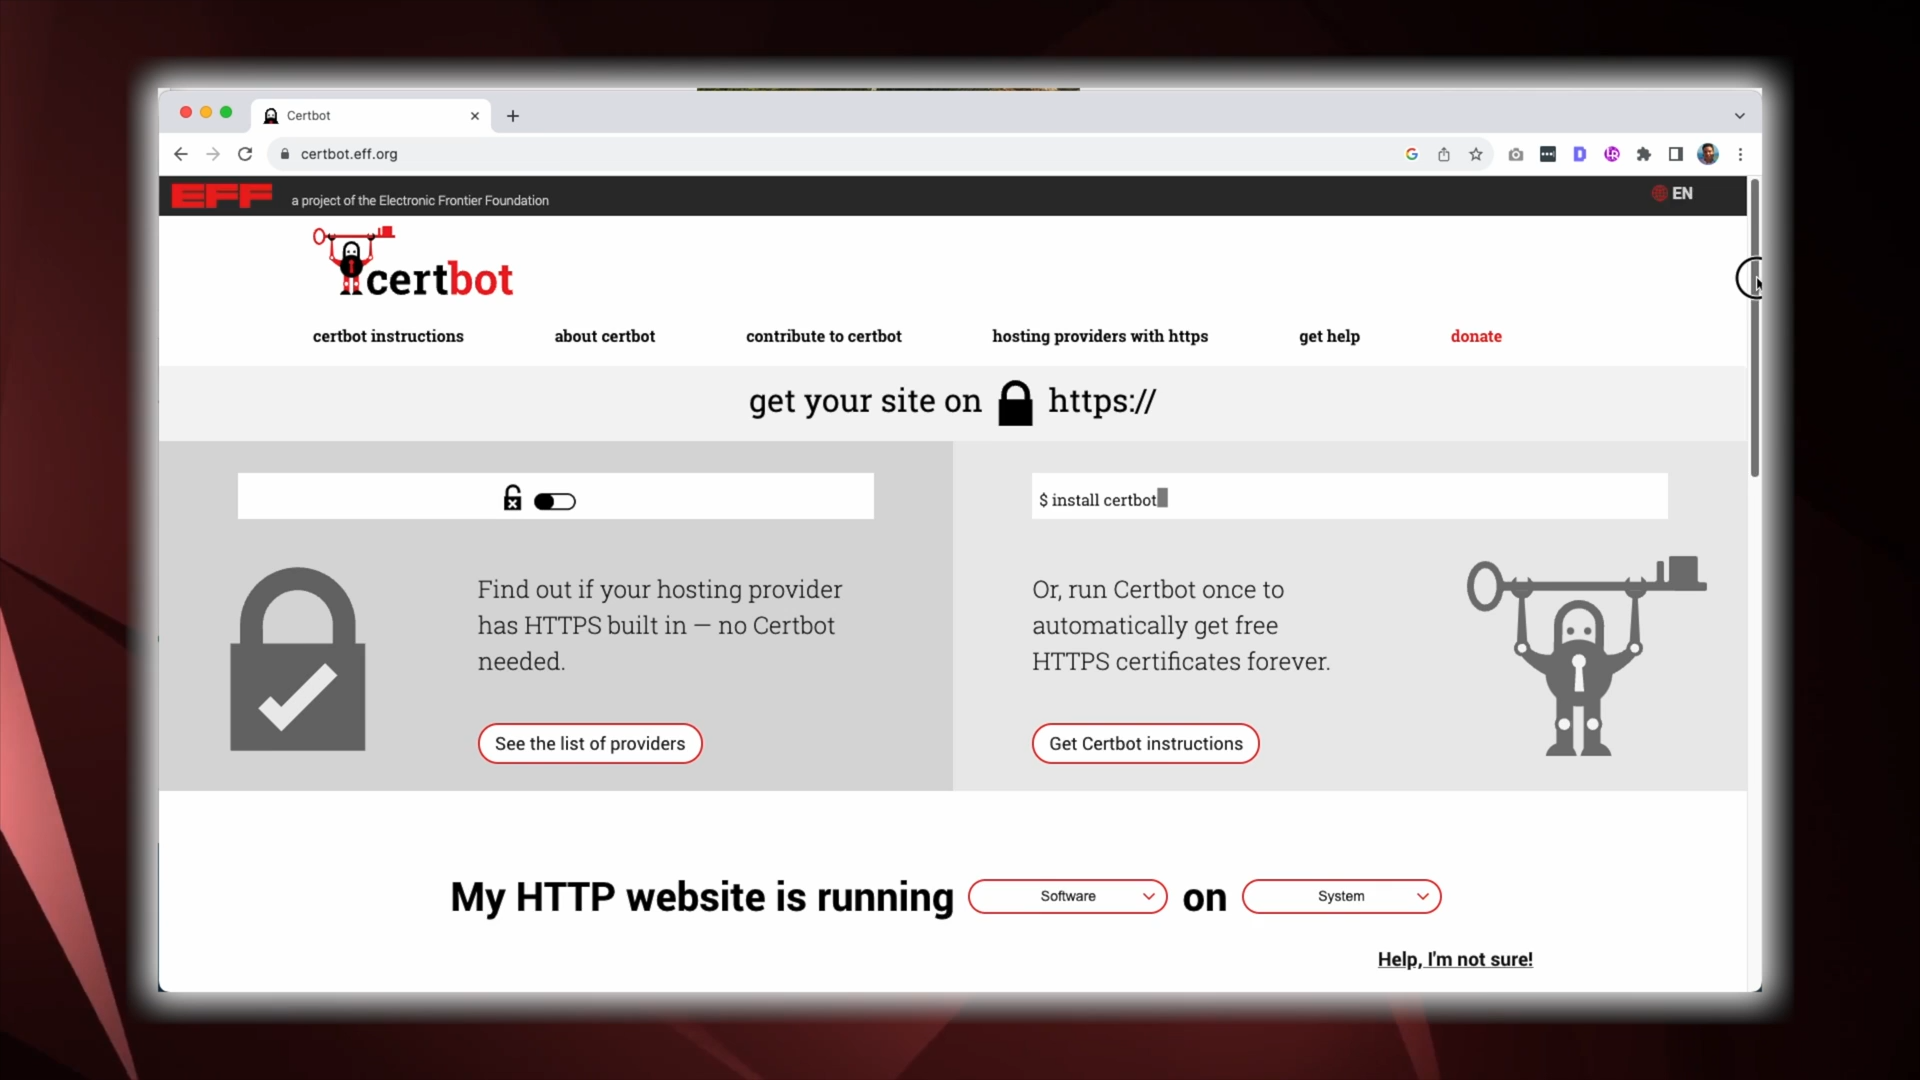 Certbot
certbot.eff.org
EFF a project of the Electronic Frontier Foundation EN
certbot
certbot instructions about certbot contribute to certbot hosting providers with https get help donate
get your site on https://
$ install certbot
Find out if your hosting provider
has HTTPS built in — no Certbot
needed.
See the list of providers
Or, run Certbot once to
automatically get free
HTTPS certificates forever.
Get Certbot instructions
My HTTP website is running Software on System
Help, I'm not sure!